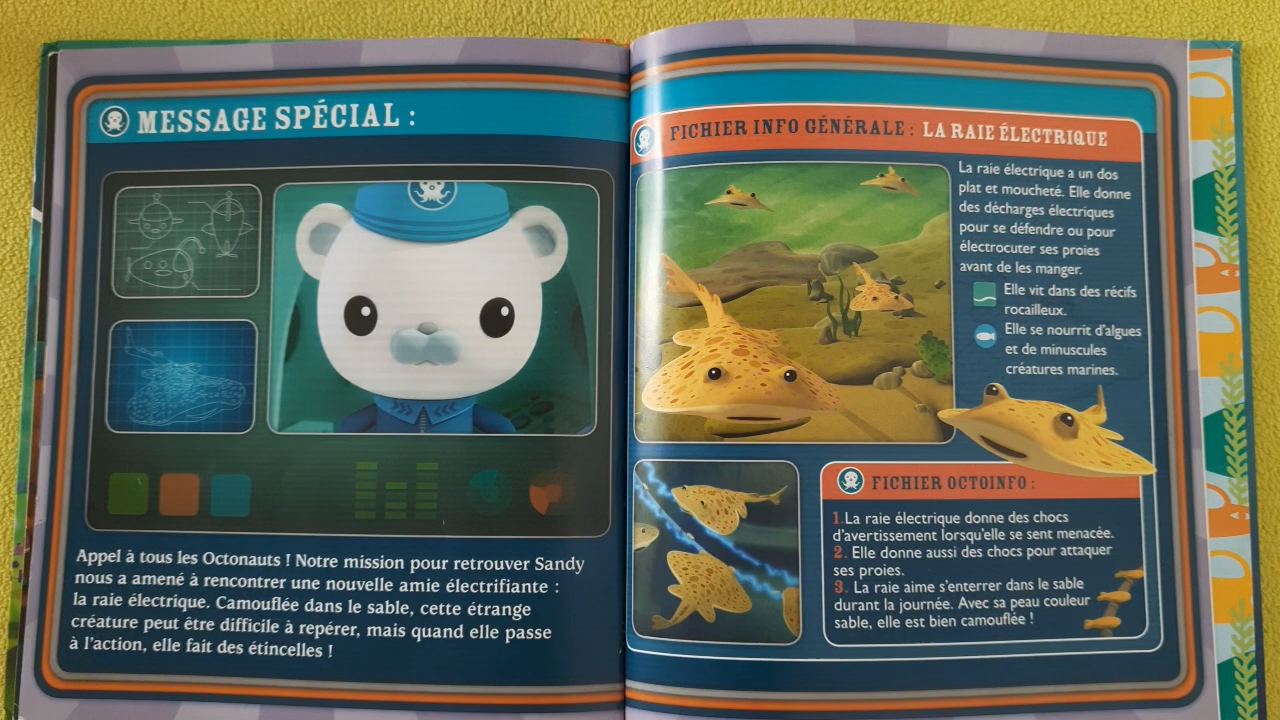 MESSAGE SPÉCIAL :
Appel à tous les Octonauts ! Notre mission pour retrouver Sandy
nous a amené à rencontrer une nouvelle amie électrifiante :
la raie électrique. Camouflée dans le sable, cette étrange
créature peut être difficile à repérer, mais quand elle passe
à l'action, elle fait des étincelles !
FICHIER INFO GÉNÉRALE : LA RAIE ÉLECTRIQUE
La raie électrique a un dos
plat et moucheté. Elle donne
des décharges électriques
pour se défendre ou pour
électrocuter ses proies
avant de les manger.
Elle vit dans des récifs
rocailleux.
Elle se nourrit d'algues
et de minuscules
créatures marines.
FICHIER OCTOINFO :
1.La raie électrique donne des chocs
d'avertissement lorsqu'elle se sent menacée.
2. Elle donne aussi des chocs pour attaquer
ses proies.
3. La raie aime s'enterrer dans le sable
durant la journée. Avec sa peau couleur
sable, elle est bien camouflée !